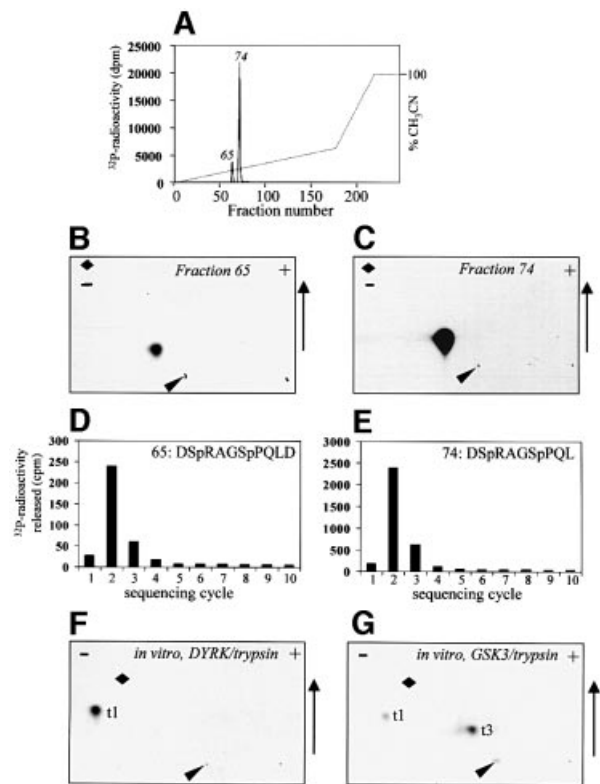 A
³²P-radioactivity (dpm)
25000
20000
15000
10000
5000
0
74
65
100
% CH₃CN
0 50 100 150 200
Fraction number
B
Fraction 65
− +
C
Fraction 74
− +
D
65: DSpRAGSpPQLD
³²P-radioactivity
released (cpm)
300
250
200
150
100
50
0
1 2 3 4 5 6 7 8 9 10
sequencing cycle
E
74: DSpRAGSpPQL
3000
2500
2000
1500
1000
500
0
1 2 3 4 5 6 7 8 9 10
sequencing cycle
F
− in vitro, DYRK/trypsin +
t1
G
− in vitro, GSK3/trypsin +
t1
t3